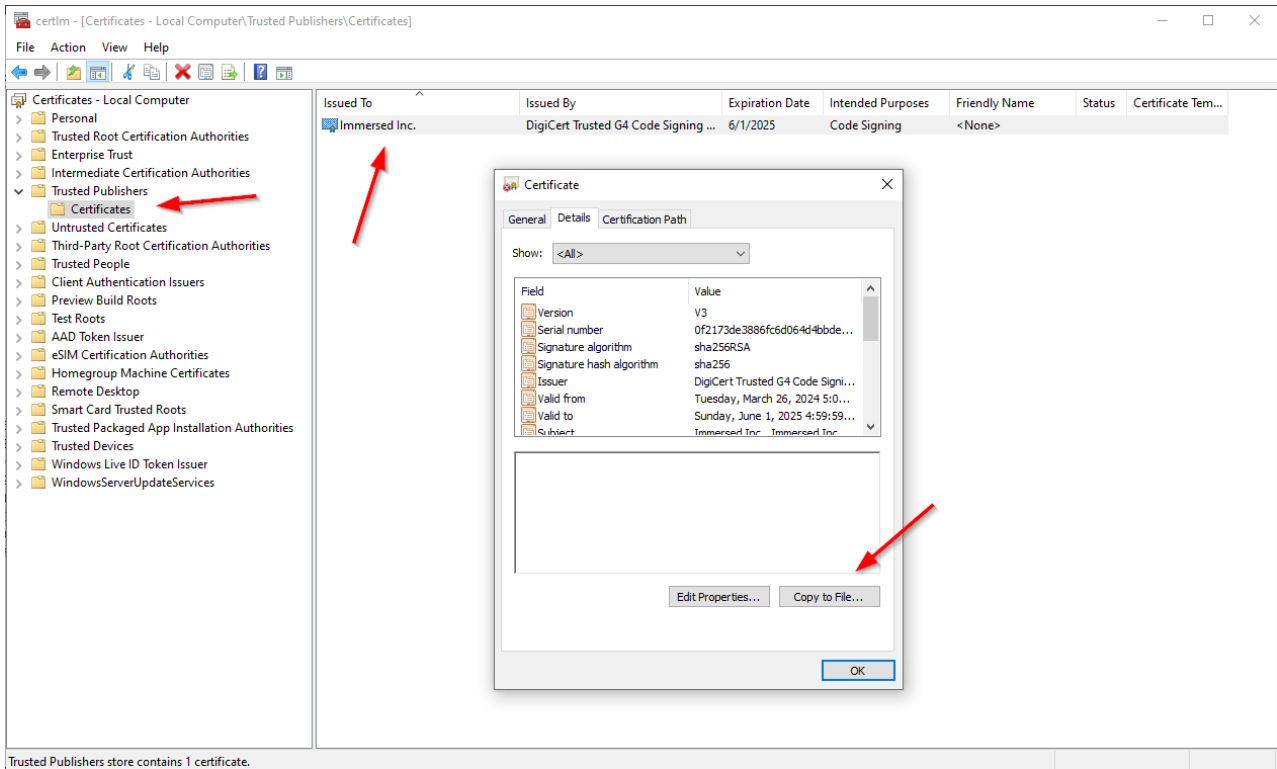 certlm - [Certificates - Local Computer\Trusted Publishers\Certificates]
File Action View Help
Certificates - Local Computer
Personal
Trusted Root Certification Authorities
Enterprise Trust
Intermediate Certification Authorities
Trusted Publishers
Certificates
Untrusted Certificates
Third-Party Root Certification Authorities
Trusted People
Client Authentication Issuers
Preview Build Roots
Test Roots
AAD Token Issuer
eSIM Certification Authorities
Homegroup Machine Certificates
Remote Desktop
Smart Card Trusted Roots
Trusted Packaged App Installation Authorities
Trusted Devices
Windows Live ID Token Issuer
WindowsServerUpdateServices
Issued To Issued By Expiration Date Intended Purposes Friendly Name Status Certificate Tem...
Immersed Inc. DigiCert Trusted G4 Code Signing ... 6/1/2025 Code Signing <None>
Certificate
General Details Certification Path
Show: <All>
Field Value
Version V3
Serial number 0f2173de3886fc6d064d4bbde...
Signature algorithm sha256RSA
Signature hash algorithm sha256
Issuer DigiCert Trusted G4 Code Signi...
Valid from Tuesday, March 26, 2024 5:0...
Valid to Sunday, June 1, 2025 4:59:59...
Subject Immersed Inc., Immersed Inc.
Edit Properties... Copy to File...
OK
Trusted Publishers store contains 1 certificate.